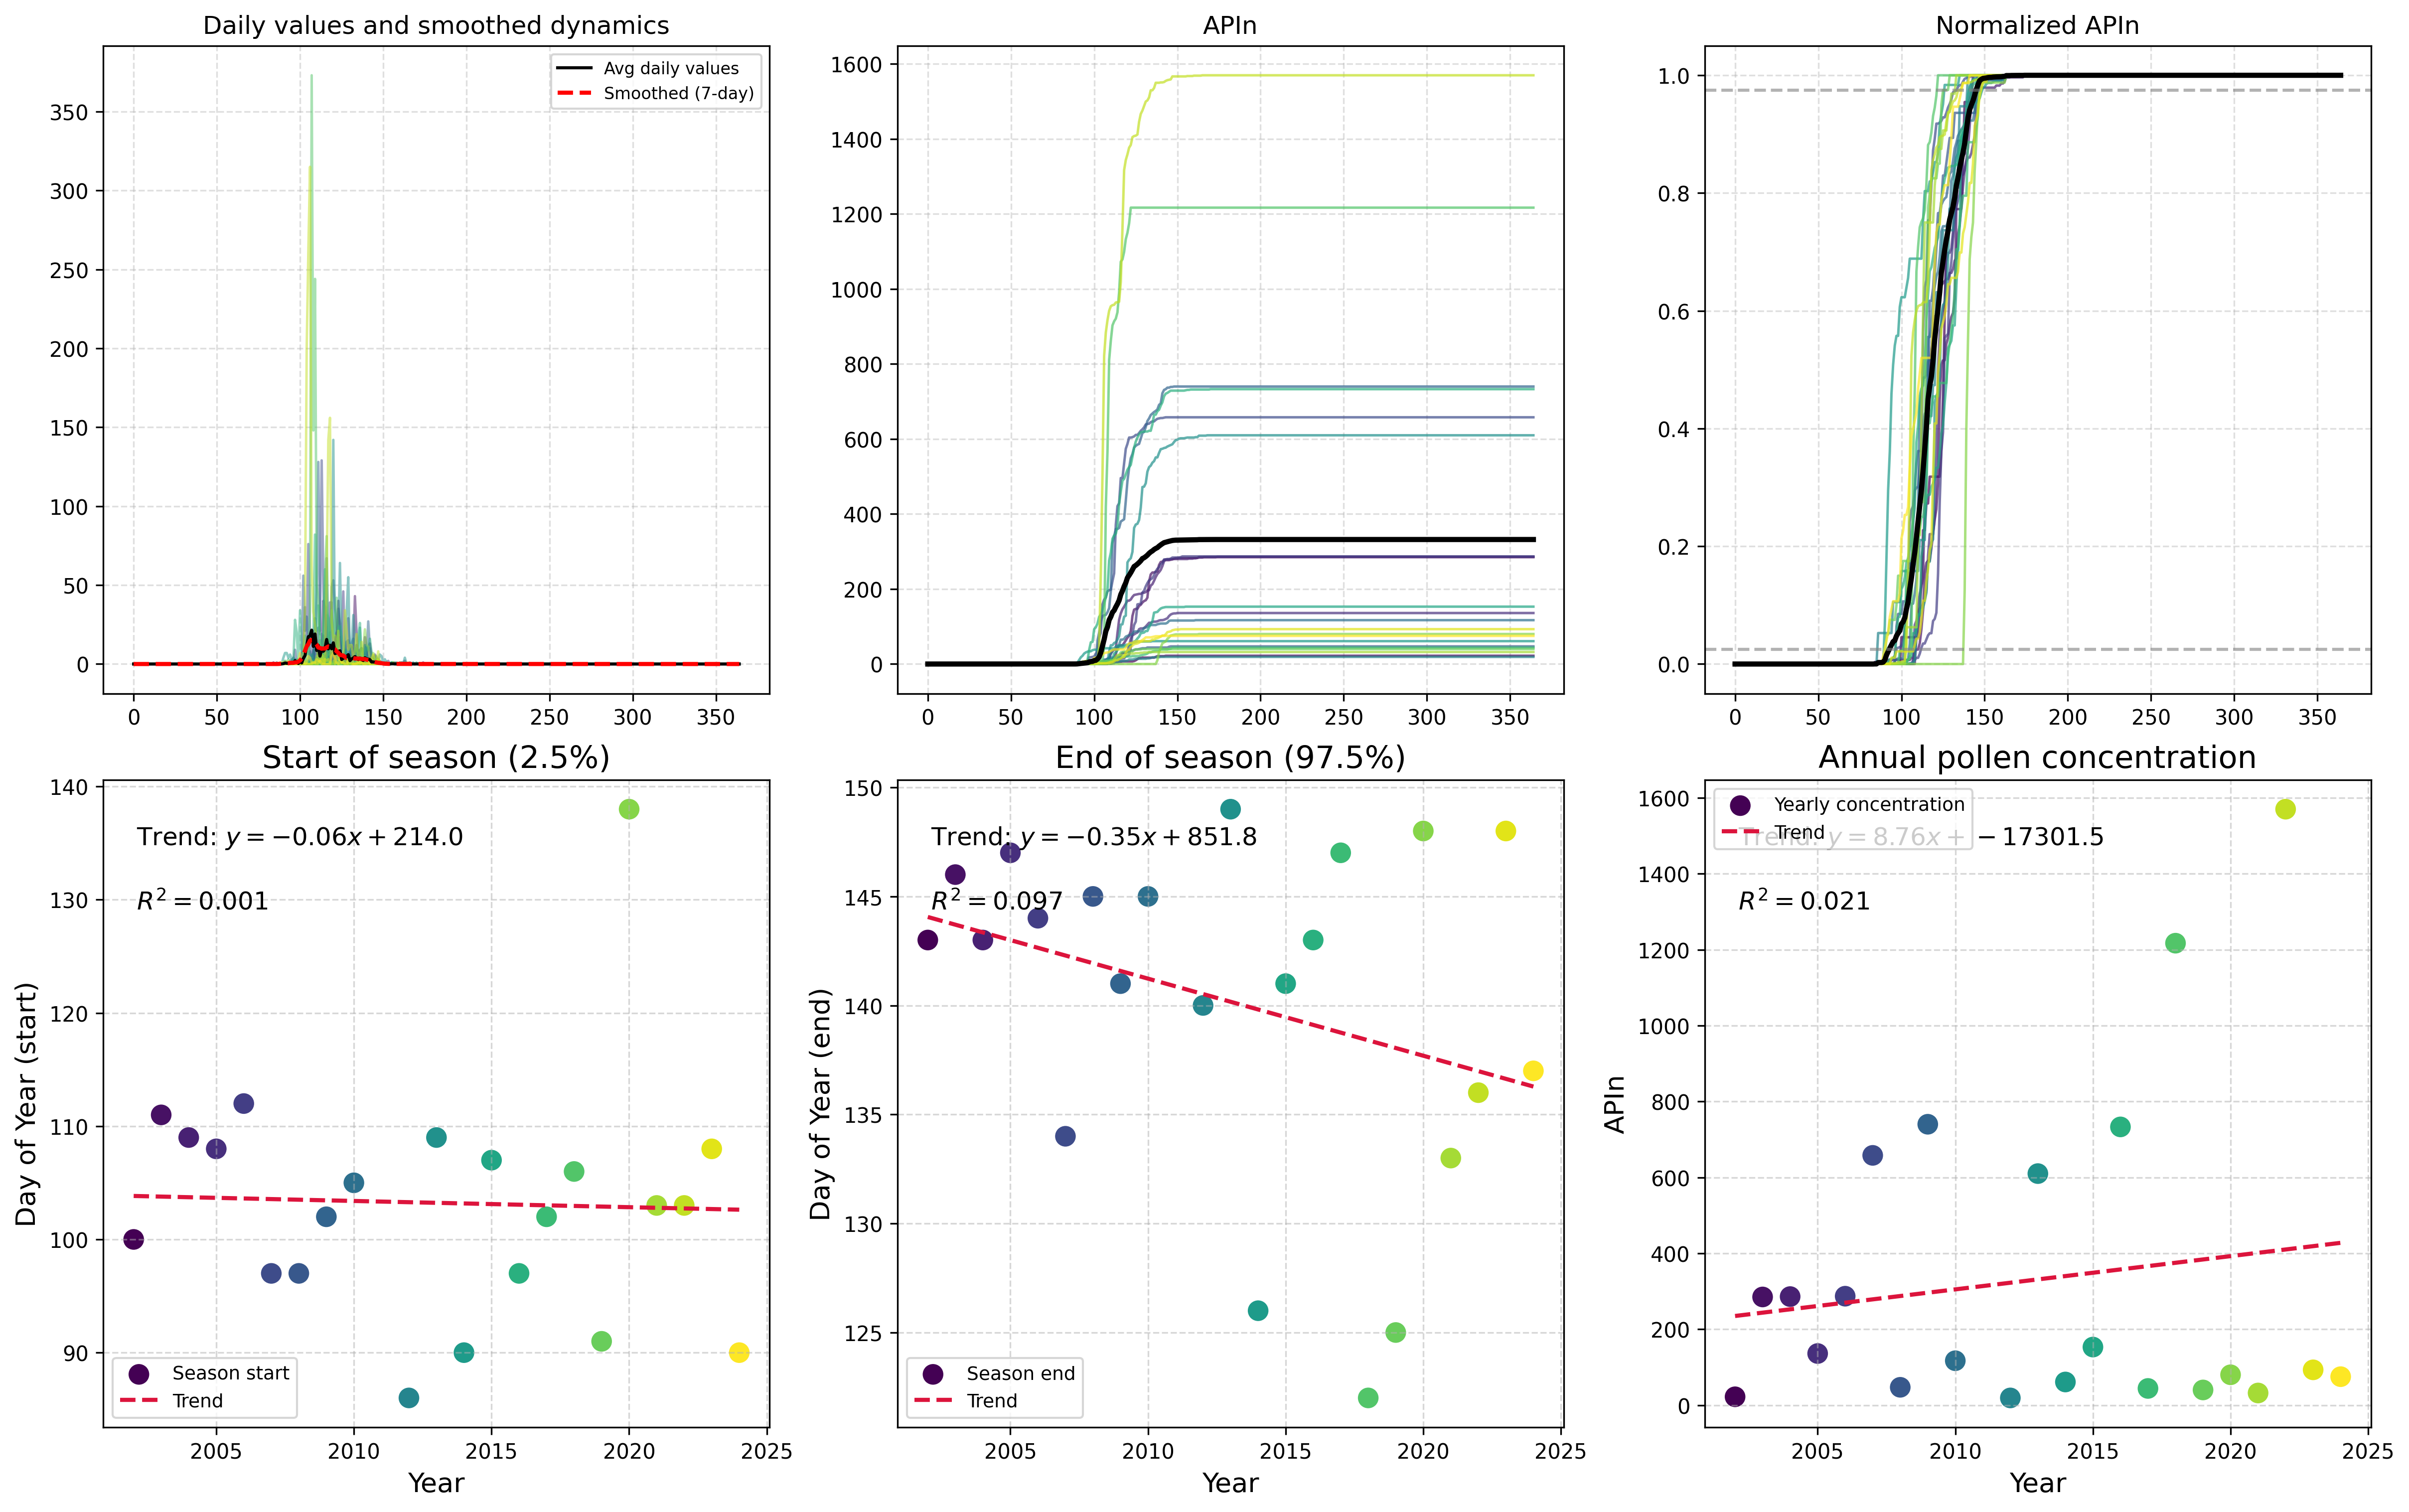 Daily values and smoothed dynamics
Avg daily values
Smoothed (7-day)
350
300
250
200
150
100
50
0
0 50 100 150 200 250 300 350
APIn
1600
1400
1200
1000
800
600
400
200
0
0 50 100 150 200 250 300 350
Normalized APIn
1.0
0.8
0.6
0.4
0.2
0.0
0 50 100 150 200 250 300 350
Start of season (2.5%)
Trend: y = −0.06x + 214.0
R² = 0.001
Day of Year (start)
140
130
120
110
100
90
Season start
Trend
2005 2010 2015 2020 2025
Year
End of season (97.5%)
Trend: y = −0.35x + 851.8
R² = 0.097
Day of Year (end)
150
145
140
135
130
125
Season end
Trend
2005 2010 2015 2020 2025
Year
Annual pollen concentration
Yearly concentration
Trend
Trend: y = 8.76x + −17301.5
R² = 0.021
APIn
1600
1400
1200
1000
800
600
400
200
0
2005 2010 2015 2020 2025
Year